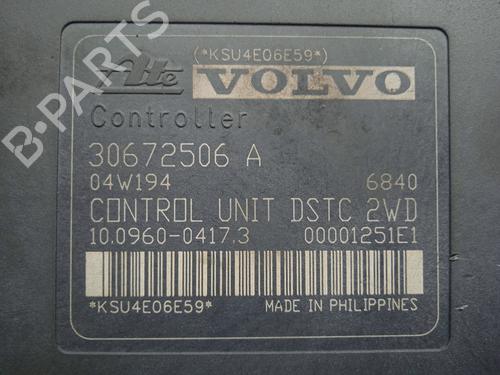 (*KSU4E06E59*)
Ate VOLVO
Controller
30672506 A
04W194 6840
CONTROL UNIT DSTC 2WD
10.0960-0417.3 00001251E1
*KSU4E06E59* MADE IN PHILIPPINES
B-PARTS